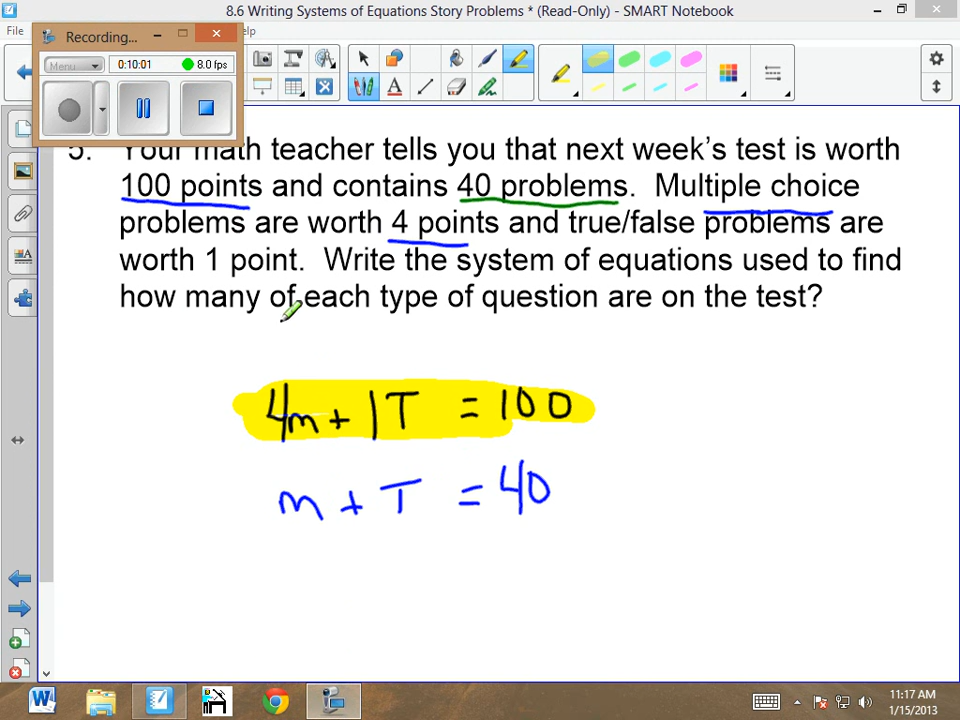 8.6 Writing Systems of Equations Story Problems * (Read-Only) - SMART Notebook
File
elp
Recording...
Menu
0:10:01
8.0 fps
5. Your math teacher tells you that next week's test is worth
100 points and contains 40 problems. Multiple choice
problems are worth 4 points and true/false problems are
worth 1 point. Write the system of equations used to find
how many of each type of question are on the test?
4m + 1T = 100
m + T = 40
11:17 AM
1/15/2013